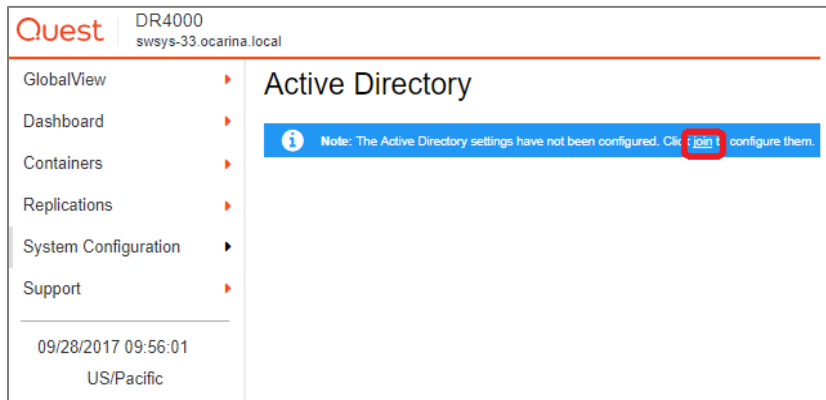 Quest
DR4000
swsys-33.ocarina.local
GlobalView
Dashboard
Containers
Replications
System Configuration
Support
09/28/2017 09:56:01
US/Pacific
Active Directory
Note: The Active Directory settings have not been configured. Click join to configure them.